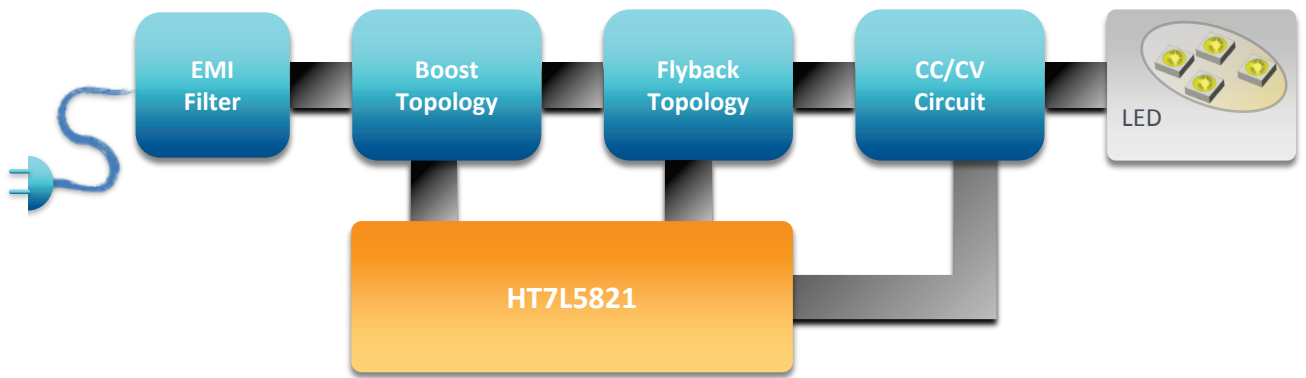 EMI
Filter
Boost
Topology
Flyback
Topology
CC/CV
Circuit
LED
HT7L5821